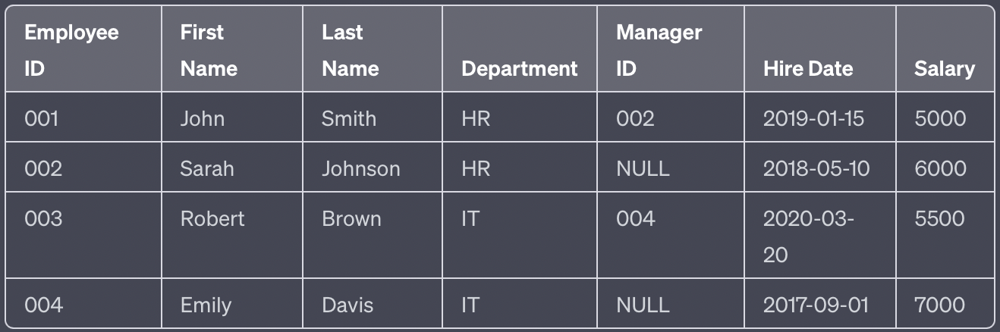 Employee ID First Name Last Name Department Manager ID Hire Date Salary
001 John Smith HR 002 2019-01-15 5000
002 Sarah Johnson HR NULL 2018-05-10 6000
003 Robert Brown IT 004 2020-03-20 5500
004 Emily Davis IT NULL 2017-09-01 7000